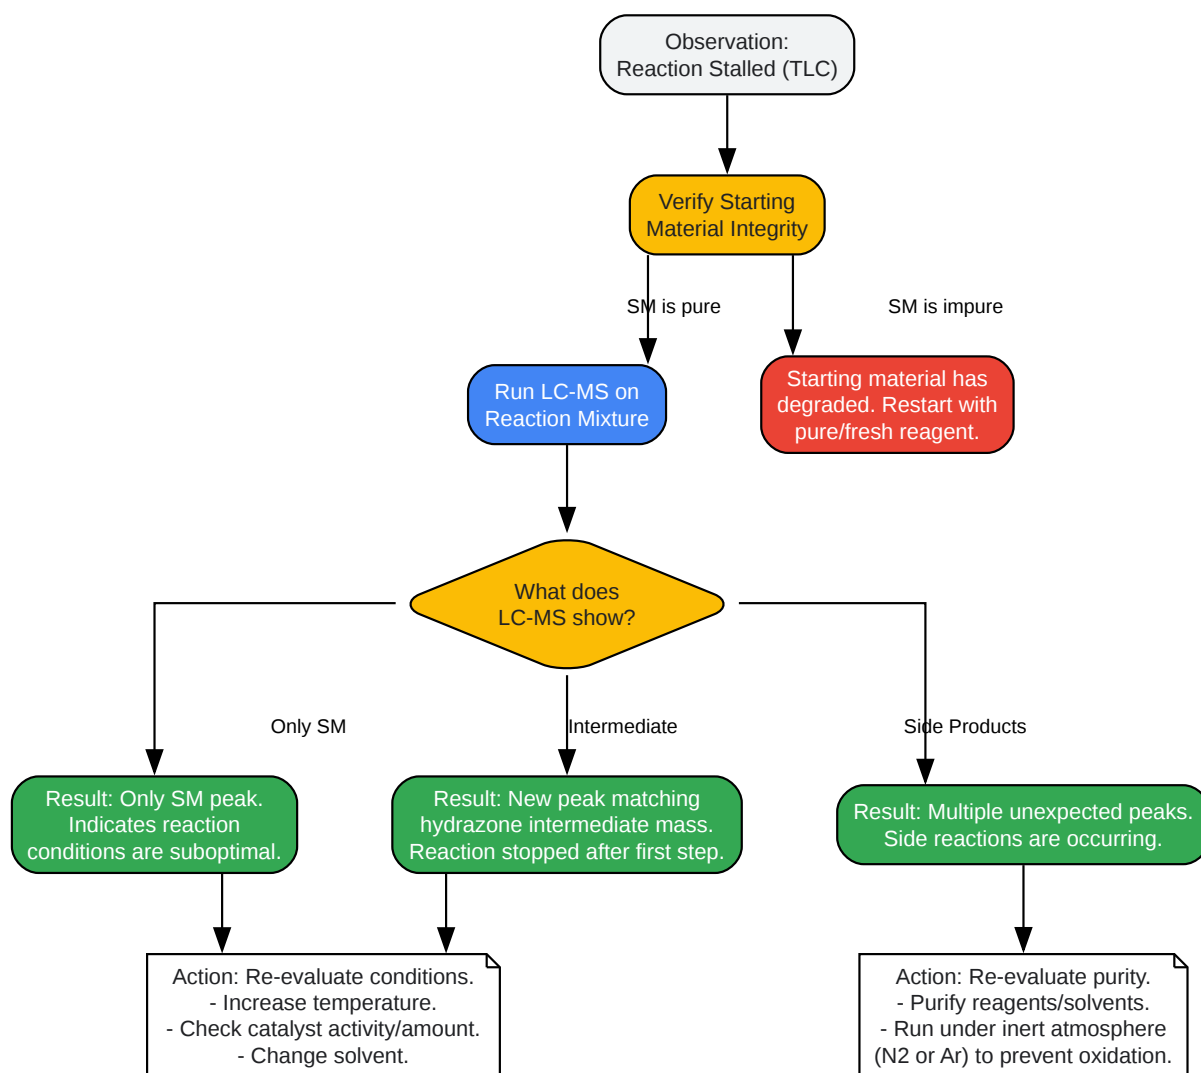 Observation:
Reaction Stalled (TLC)
Verify Starting
Material Integrity
SM is pure
SM is impure
Run LC-MS on
Reaction Mixture
Starting material has
degraded. Restart with
pure/fresh reagent.
What does
LC-MS show?
Only SM
Intermediate
Side Products
Result: Only SM peak.
Indicates reaction
conditions are suboptimal.
Result: New peak matching
hydrazone intermediate mass.
Reaction stopped after first step.
Result: Multiple unexpected peaks.
Side reactions are occurring.
Action: Re-evaluate conditions.
- Increase temperature.
- Check catalyst activity/amount.
- Change solvent.
Action: Re-evaluate purity.
- Purify reagents/solvents.
- Run under inert atmosphere
(N2 or Ar) to prevent oxidation.